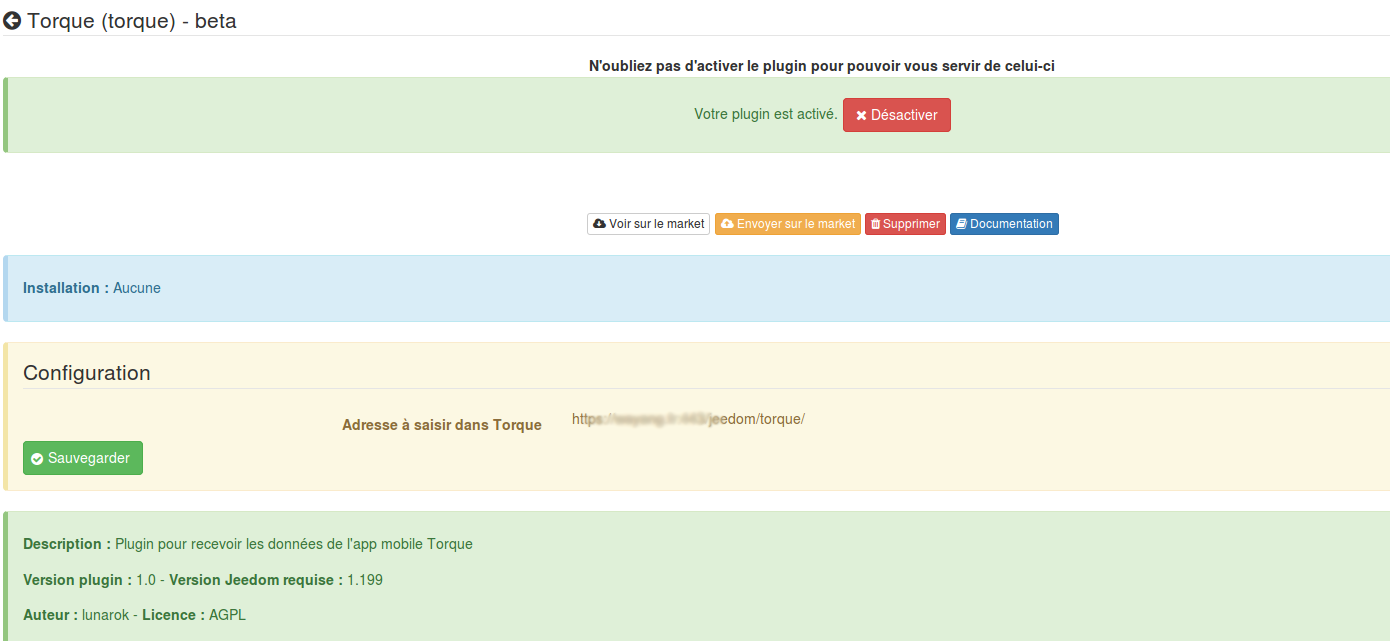 Torque (torque) - beta
N'oubliez pas d'activer le plugin pour pouvoir vous servir de celui-ci
Votre plugin est activé. Désactiver
Voir sur le market Envoyer sur le market Supprimer Documentation
Installation : Aucune
Configuration
Adresse à saisir dans Torque https://jeedom/torque/
Sauvegarder
Description : Plugin pour recevoir les données de l'app mobile Torque
Version plugin : 1.0 - Version Jeedom requise : 1.199
Auteur : lunarok - Licence : AGPL